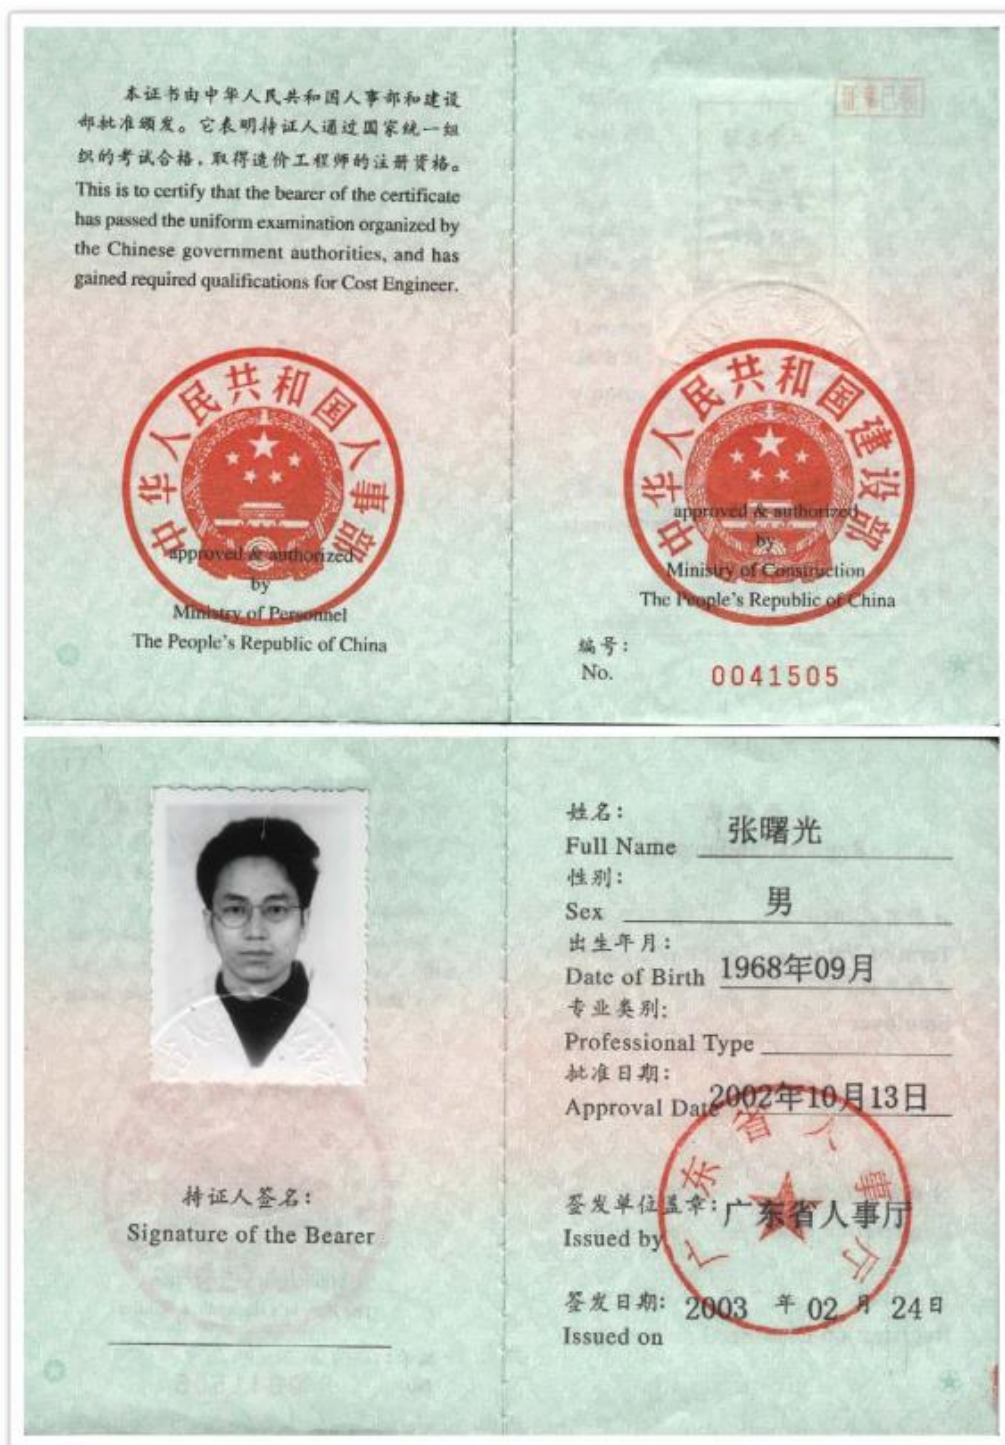 本证书由中华人民共和国人事部和建设
部批准颁发。它表明持证人通过国家统一组
织的考试合格，取得造价工程师的注册资格。
This is to certify that the bearer of the certificate
has passed the uniform examination organized by
the Chinese government authorities, and has
gained required qualifications for Cost Engineer.
中华人民共和国人事部
approved & authorized
by
Ministry of Personnel
The People's Republic of China
中华人民共和国建设部
approved & authorized
by
Ministry of Construction
The People's Republic of China
编号：
No. 0041505
持证人签名：
Signature of the Bearer
姓名：
Full Name 张曙光
性别：
Sex 男
出生年月：
Date of Birth 1968年09月
专业类别：
Professional Type
批准日期：
Approval Date 2002年10月13日
签发单位盖章：广东省人事厅
Issued by
广东省人事厅
签发日期： 2003 年 02 月 24日
Issued on